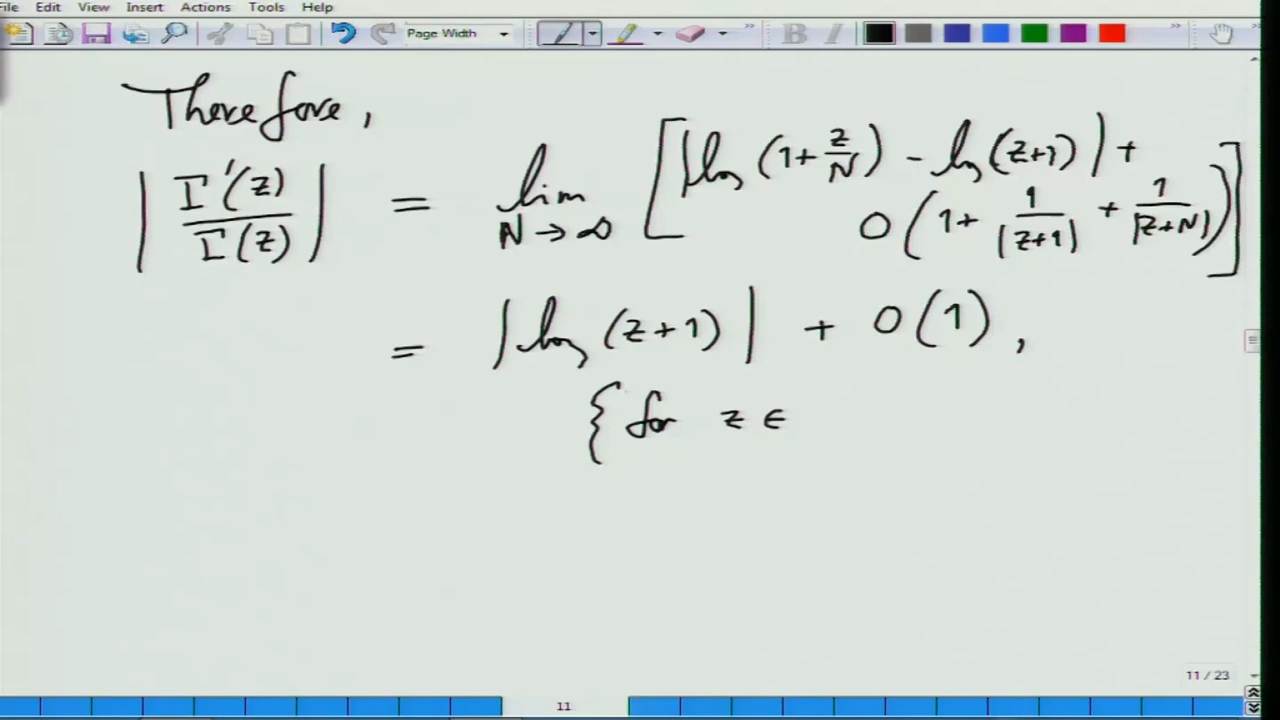 File Edit View Insert Actions Tools Help
Page Width
B I
Therefore,
| Γ'(z) / Γ(z) | = lim N→∞ [ |log (1 + z/N) - log (z+1)| +
O ( 1 + 1/|z+1| + 1/|z+N| ) ]
= |log (z+1)| + O(1),
{ for z ∈
11 / 23
11